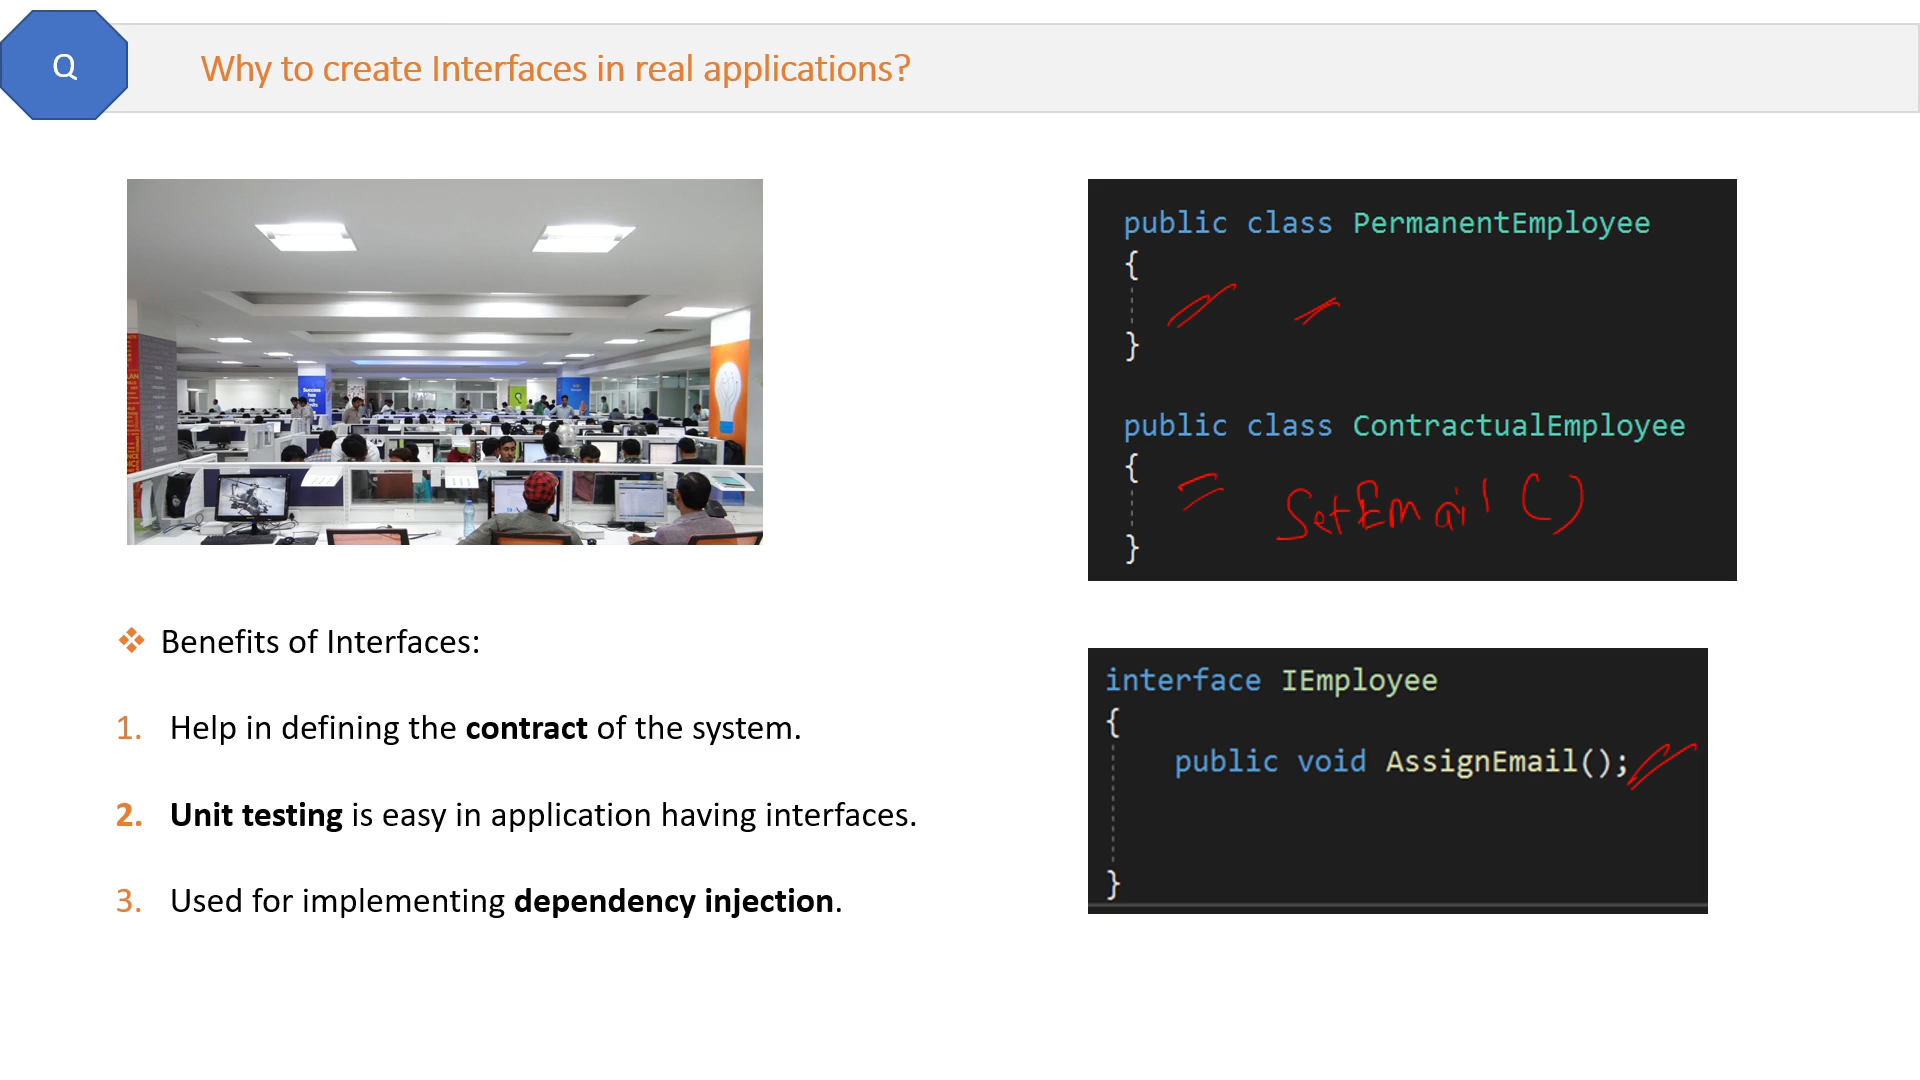 Q
Why to create Interfaces in real applications?
public class PermanentEmployee
{
}
public class ContractualEmployee
{
SetEmail()
}
Benefits of Interfaces:
1. Help in defining the contract of the system.
2. Unit testing is easy in application having interfaces.
3. Used for implementing dependency injection.
interface IEmployee
{
public void AssignEmail();
}